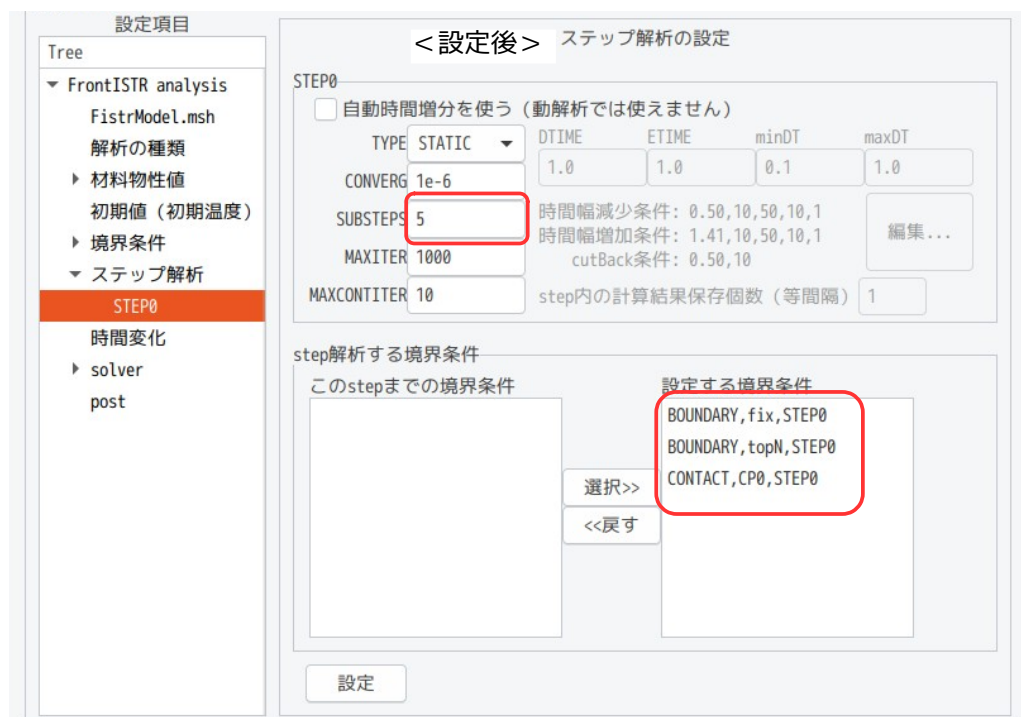 設定項目
Tree
FrontISTR analysis
FistrModel.msh
解析の種類
材料物性値
初期値（初期温度）
境界条件
ステップ解析
STEP0
時間変化
solver
post
＜設定後＞ ステップ解析の設定
STEP0
自動時間増分を使う（動解析では使えません）
TYPE STATIC
DTIME ETIME minDT maxDT
1.0 1.0 0.1 1.0
CONVERG 1e-6
SUBSTEPS 5
MAXITER 1000
MAXCONTITER 10
時間幅減少条件: 0.50,10,50,10,1
時間幅増加条件: 1.41,10,50,10,1
cutBack条件: 0.50,10
編集...
step内の計算結果保存個数（等間隔） 1
step解析する境界条件
このstepまでの境界条件
設定する境界条件
BOUNDARY,fix,STEP0
BOUNDARY,topN,STEP0
CONTACT,CP0,STEP0
選択>>
<<戻す
設定